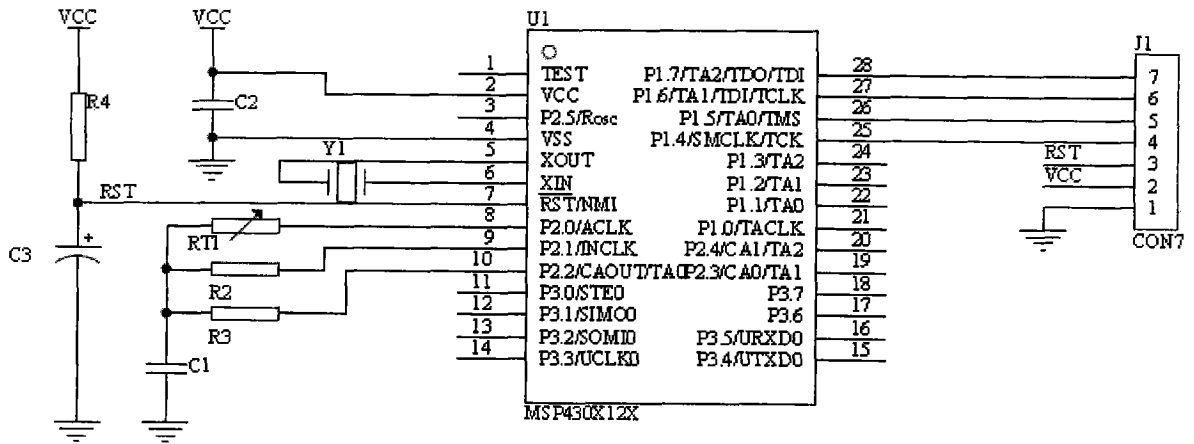 VCC
VCC
U1
J1
R4
C2
Y1
RST
C3
RT1
R2
R3
C1
1
2
3
4
5
6
7
8
9
10
11
12
13
14
TEST
VCC
P2.5/Rosc
VSS
XOUT
XIN
RST/NMI
P2.0/ACLK
P2.1/INCLK
P2.2/CAOUT/TA0
P3.0/STE0
P3.1/SIMO0
P3.2/SOMI0
P3.3/UCLK0
P1.7/TA2/TDO/TDI
P1.6/TA1/TDI/TCLK
P1.5/TA0/TMS
P1.4/SMCLK/TCK
P1.3/TA2
P1.2/TA1
P1.1/TA0
P1.0/TACLK
P2.4/CA1/TA2
P2.3/CA0/TA1
P3.7
P3.6
P3.5/URXD0
P3.4/UTXD0
28
27
26
25
24
23
22
21
20
19
18
17
16
15
MSP430X12X
RST
VCC
7
6
5
4
3
2
1
CON7